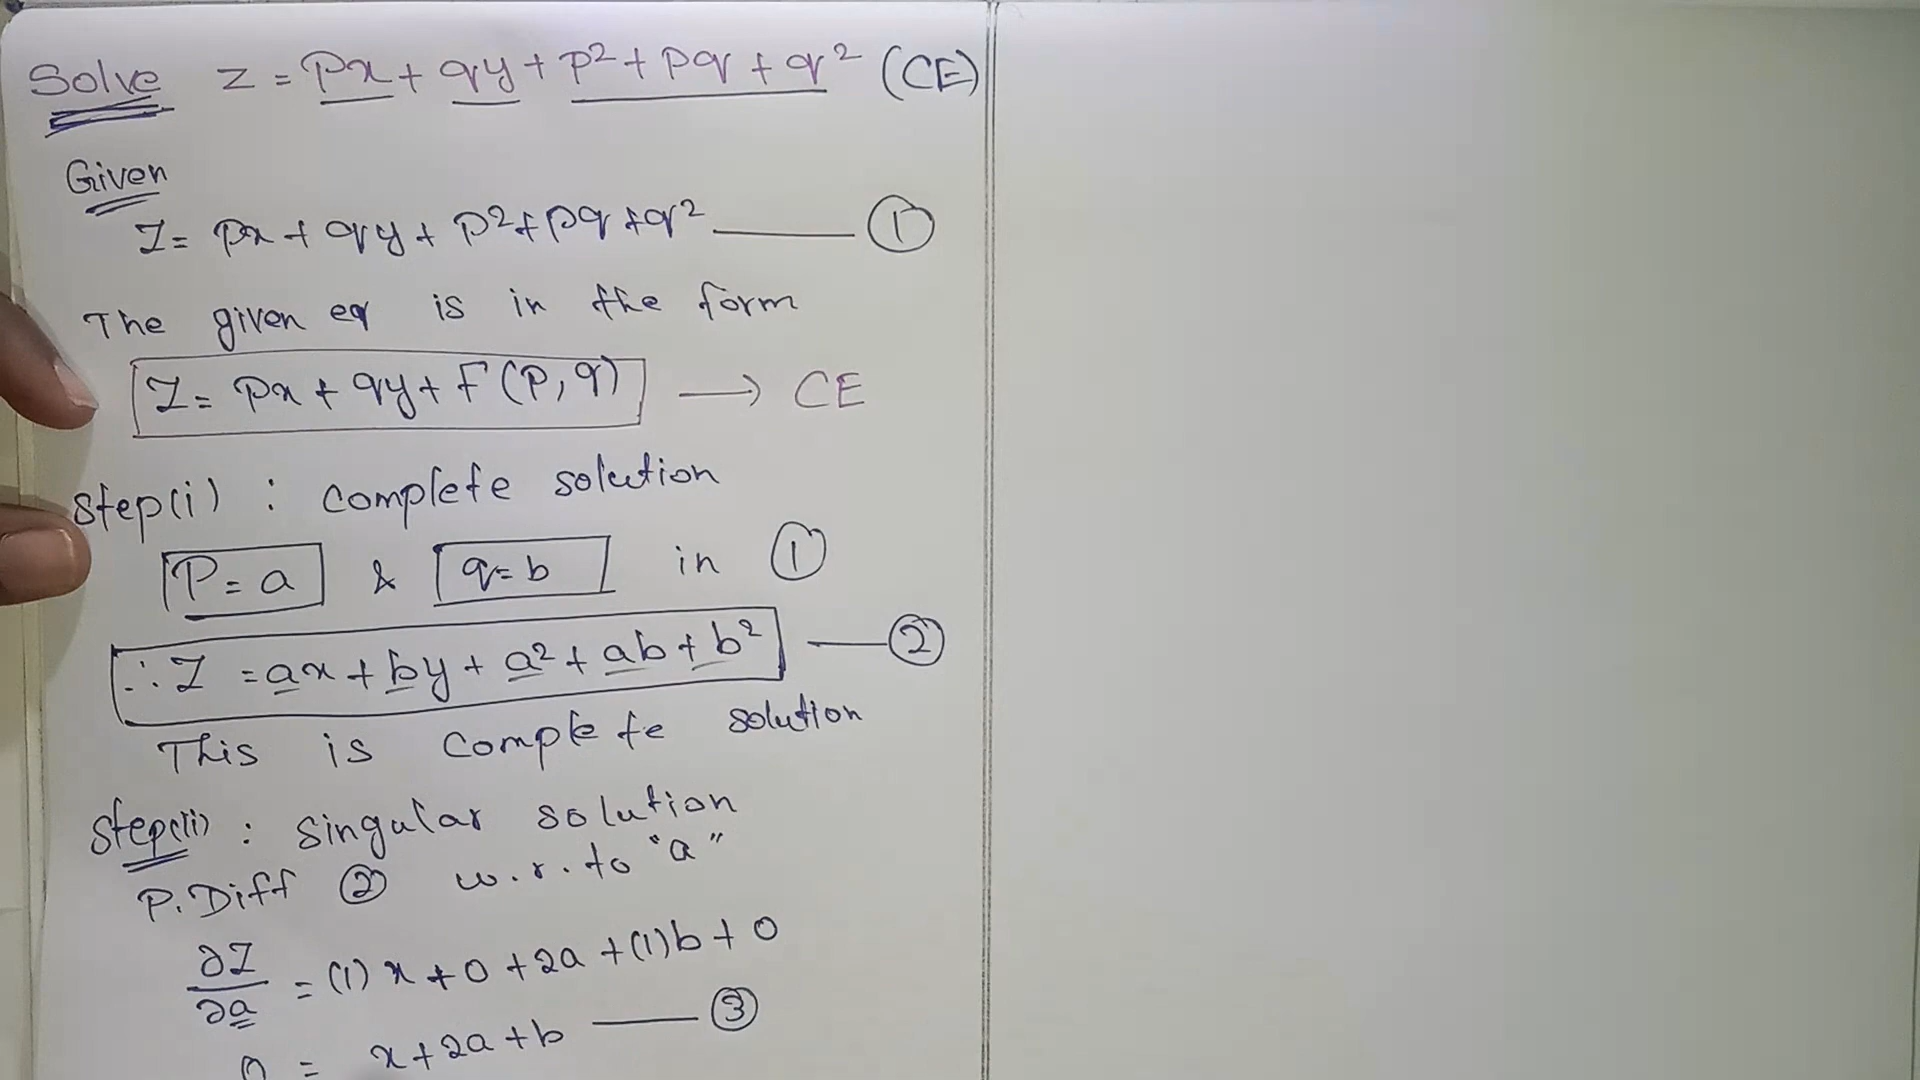 Solve z = px + qy + p² + pq + q² (CE)
Given
Z = px + qy + p² + pq + q² ——— ①
The given eq is in the form
Z = px + qy + F(p, q) → CE
Step(i) : complete solution
P = a & q = b in ①
∴ Z = ax + by + a² + ab + b² —— ②
This is complete solution
Step(ii) : singular solution
P. Diff ② w.r.to "a"
∂Z/∂a = (1) x + 0 + 2a + (1)b + 0
0 = x + 2a + b —— ③